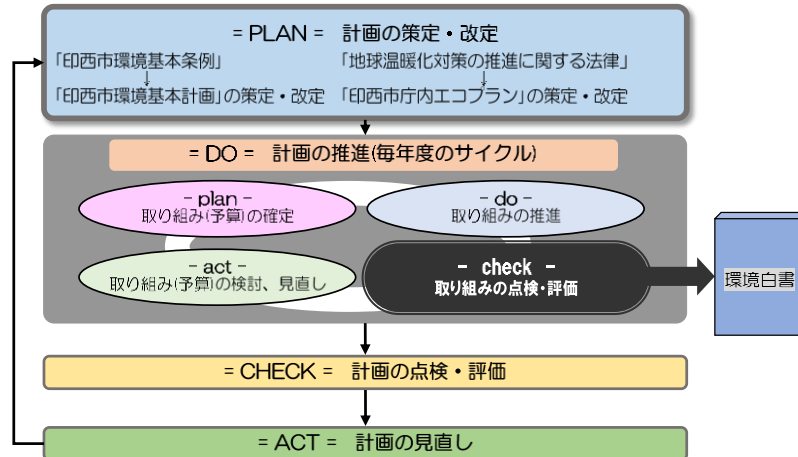 = PLAN = 計画の策定・改定
「印西市環境基本条例」 「地球温暖化対策の推進に関する法律」
↓ ↓
「印西市環境基本計画」の策定・改定 「印西市庁内エコプラン」の策定・改定
= DO = 計画の推進(毎年度のサイクル)
- plan -
取り組み(予算)の確定
- do -
取り組みの推進
- act -
取り組み(予算)の検討、見直し
- check -
取り組みの点検・評価
環境白書
= CHECK = 計画の点検・評価
= ACT = 計画の見直し